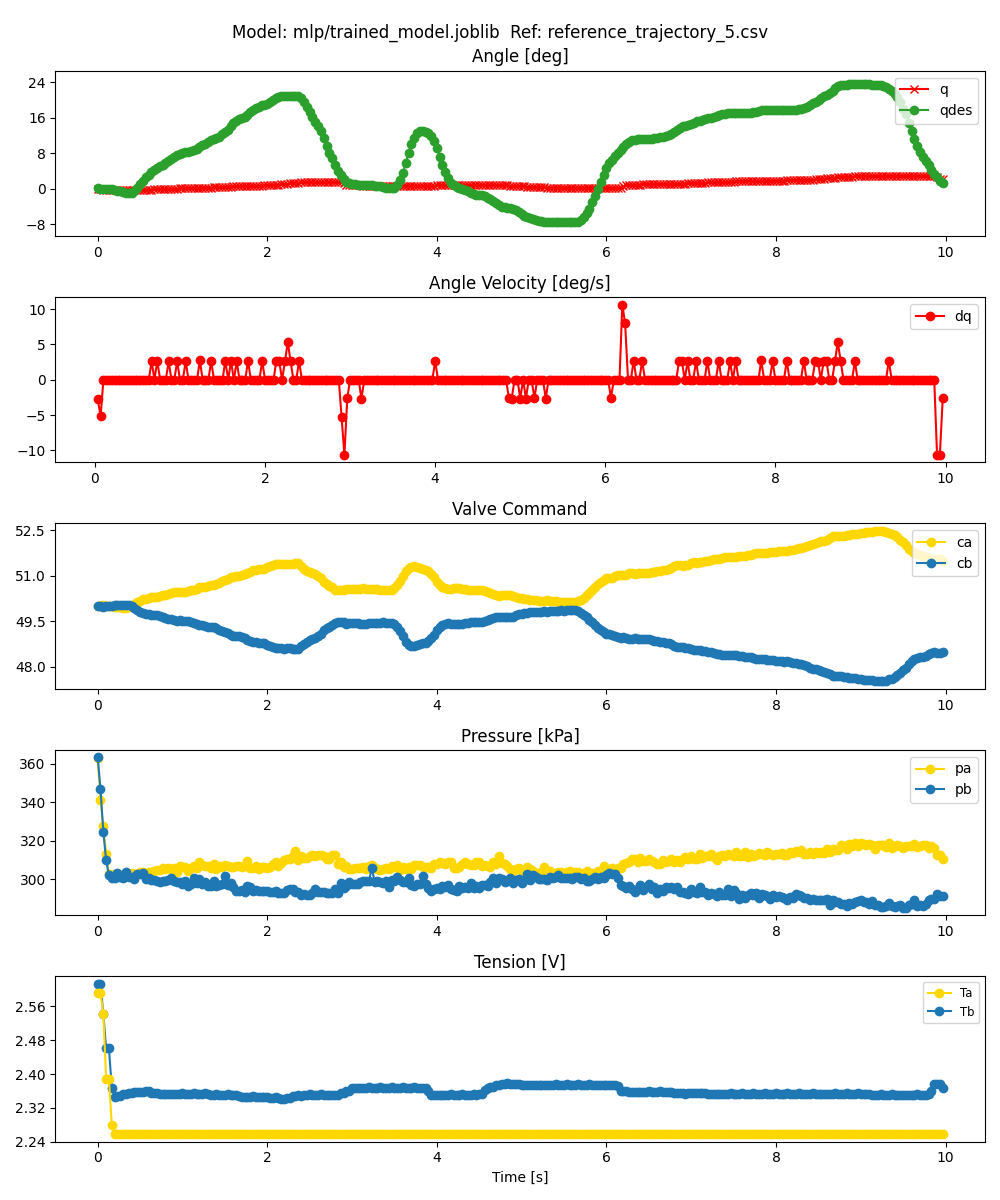 Model: mlp/trained_model.joblib  Ref: reference_trajectory_5.csv
Angle [deg]
24
16
8
0
−8
q
qdes
0 2 4 6 8 10
Angle Velocity [deg/s]
10
5
0
−5
−10
dq
0 2 4 6 8 10
Valve Command
52.5
51.0
49.5
48.0
ca
cb
0 2 4 6 8 10
Pressure [kPa]
360
340
320
300
pa
pb
0 2 4 6 8 10
Tension [V]
2.56
2.48
2.40
2.32
2.24
Ta
Tb
0 2 4 6 8 10
Time [s]